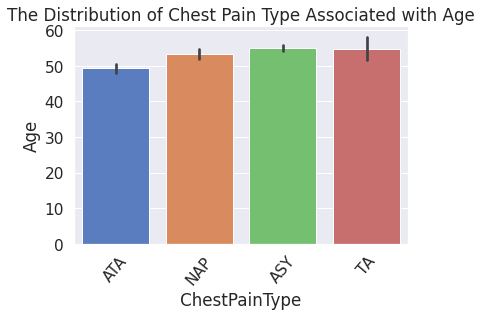 The Distribution of Chest Pain Type Associated with Age
60
50
40
30
20
10
0
Age
ATA
NAP
ASY
TA
ChestPainType